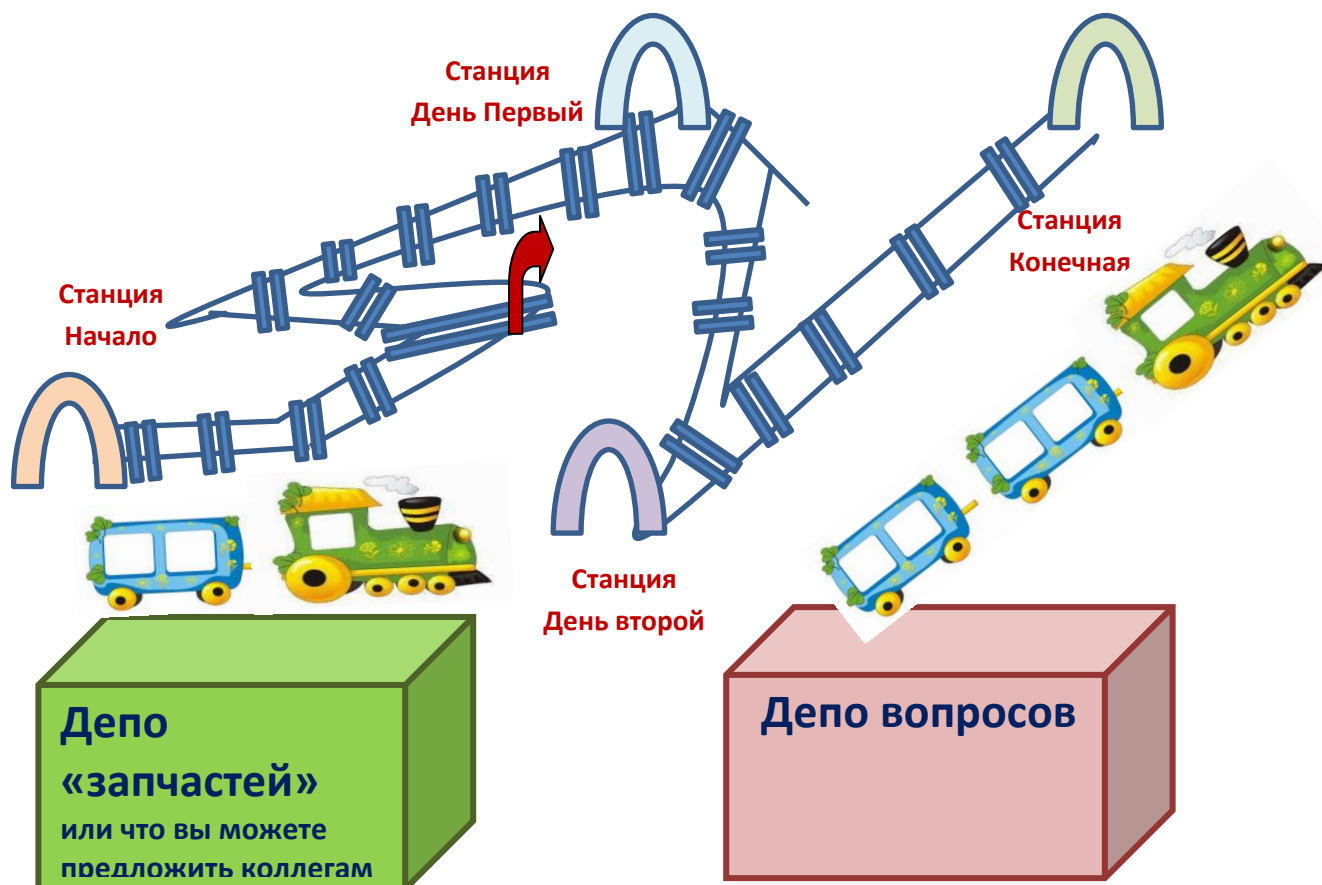 Станция
День Первый
Станция
Конечная
Станция
Начало
Станция
День второй
Депо
«запчастей»
или что вы можете
предложить коллегам
Депо вопросов